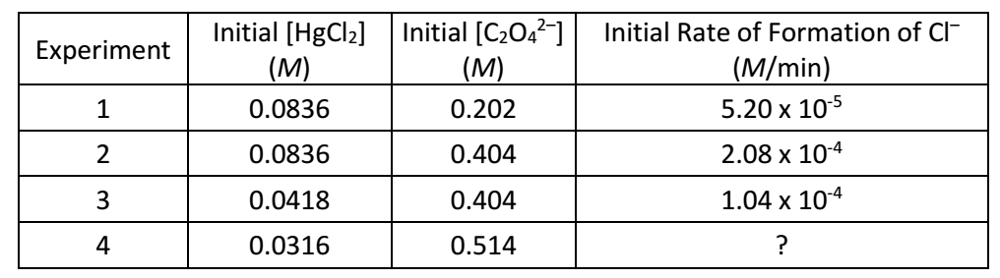 Experiment Initial [HgCl₂] (M) Initial [C₂O₄²⁻] (M) Initial Rate of Formation of Cl⁻ (M/min)
1 0.0836 0.202 5.20 x 10⁻⁵
2 0.0836 0.404 2.08 x 10⁻⁴
3 0.0418 0.404 1.04 x 10⁻⁴
4 0.0316 0.514 ?